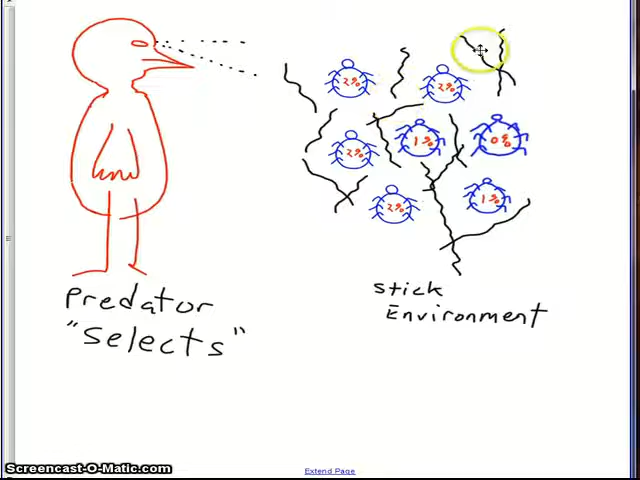 2%
2%
2%
1%
0%
2%
1%
Predator
"Selects"
Stick
Environment
Extend Page
Screencast-O-Matic.com